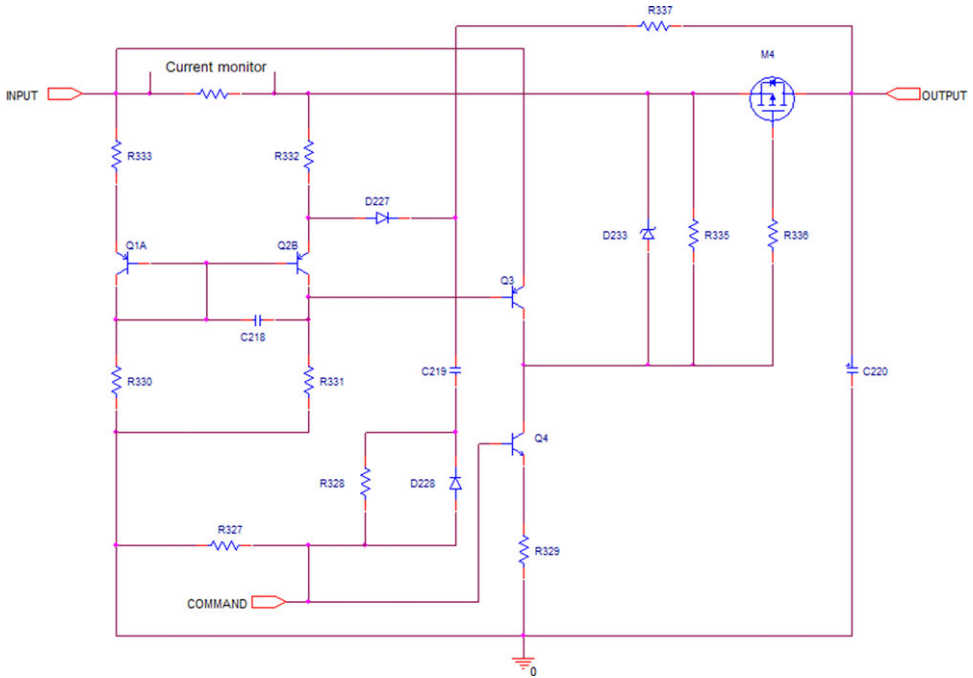 R337
M4
Current monitor
INPUT
OUTPUT
R333
R332
D227
Q1A
Q2B
D233
R335
R336
Q3
C218
R330
R331
C219
C220
Q4
R328
D228
R327
R329
COMMAND
0